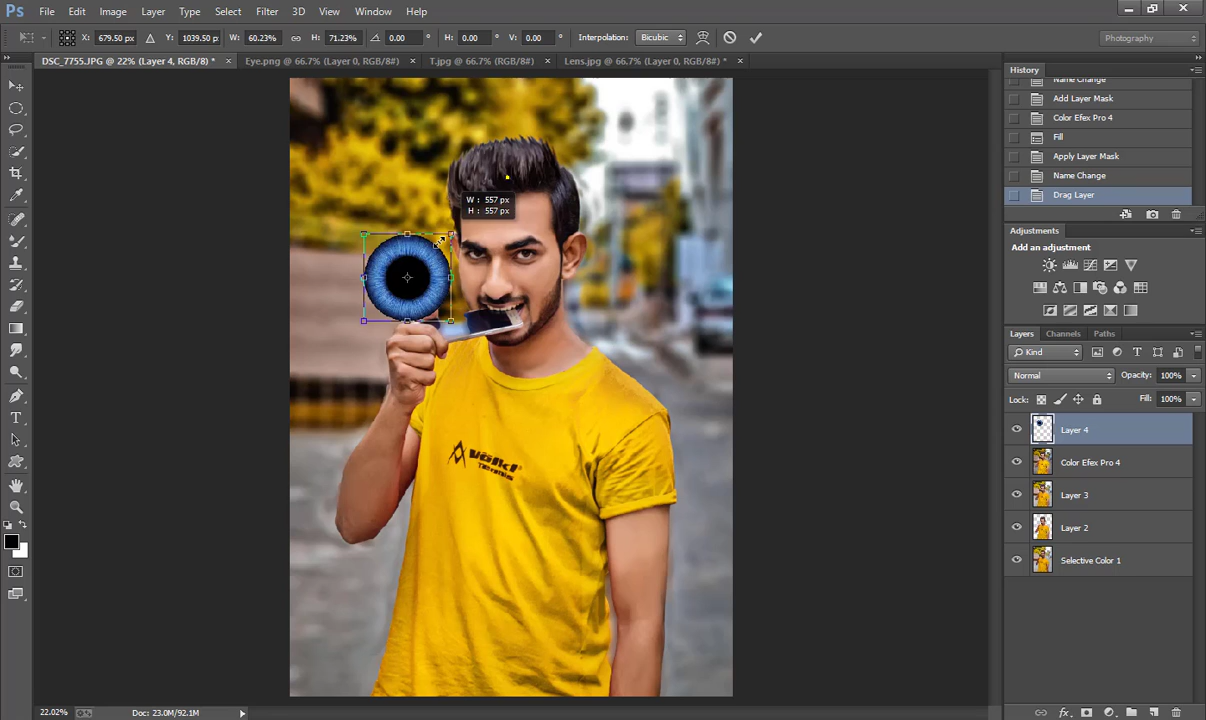 Ps File Edit Image Layer Type Select Filter 3D View Window Help
X: 679.50 px Y: 1039.50 px W: 60.23% H: 71.23% 0.00 ° H: 0.00 ° V: 0.00 ° Interpolation: Bicubic Photography
DSC_7755.JPG @ 22% (Layer 4, RGB/8) * × Eye.png @ 66.7% (Layer 0, RGB/8) × T.jpg @ 66.7% (RGB/8) × Lens.jpg @ 66.7% (Layer 0, RGB/8) * ×
History
Name Change
Add Layer Mask
Color Efex Pro 4
Fill
Apply Layer Mask
Name Change
Drag Layer
W: 557 px
H: 557 px
Adjustments
Add an adjustment
Layers Channels Paths
Kind
Normal Opacity: 100%
Lock: Fill: 100%
Layer 4
Color Efex Pro 4
Layer 3
Layer 2
Selective Color 1
völkl
Tennis
22.02% Doc: 23.0M/92.1M